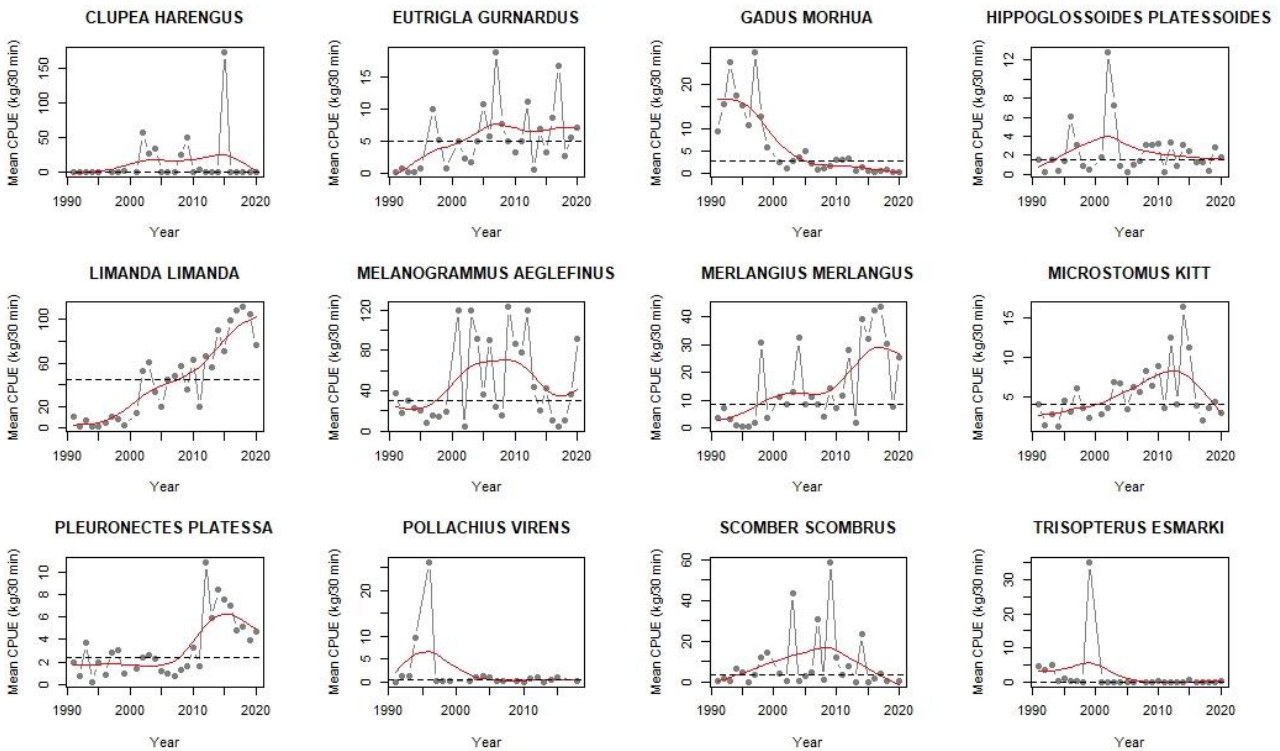 CLUPEA HARENGUS
Mean CPUE (kg/30 min)
0 50 100 150
1990 2000 2010 2020
Year
EUTRIGLA GURNARDUS
Mean CPUE (kg/30 min)
0 5 10 15
1990 2000 2010 2020
Year
GADUS MORHUA
Mean CPUE (kg/30 min)
0 5 10 20
1990 2000 2010 2020
Year
HIPPOGLOSSOIDES PLATESSOIDES
Mean CPUE (kg/30 min)
0 2 4 6 8 12
1990 2000 2010 2020
Year
LIMANDA LIMANDA
Mean CPUE (kg/30 min)
0 20 60 100
1990 2000 2010 2020
Year
MELANOGRAMMUS AEGLEFINUS
Mean CPUE (kg/30 min)
0 40 80 120
1990 2000 2010 2020
Year
MERLANGIUS MERLANGUS
Mean CPUE (kg/30 min)
0 10 20 30 40
1990 2000 2010 2020
Year
MICROSTOMUS KITT
Mean CPUE (kg/30 min)
5 10 15
1990 2000 2010 2020
Year
PLEURONECTES PLATESSA
Mean CPUE (kg/30 min)
0 2 4 6 8 10
1990 2000 2010 2020
Year
POLLACHIUS VIRENS
Mean CPUE (kg/30 min)
0 5 10 20
1990 2000 2010
Year
SCOMBER SCOMBRUS
Mean CPUE (kg/30 min)
0 20 40 60
1990 2000 2010 2020
Year
TRISOPTERUS ESMARKI
Mean CPUE (kg/30 min)
0 10 20 30
1990 2000 2010 2020
Year